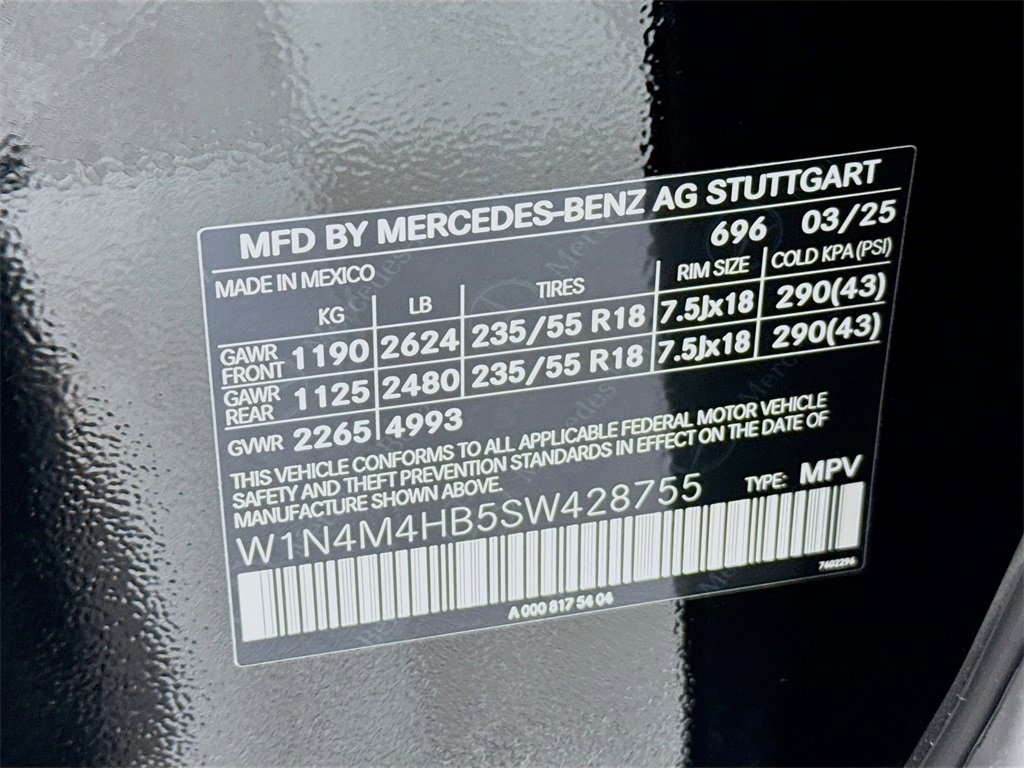 MFD BY MERCEDES-BENZ AG STUTTGART
696 03/25
MADE IN MEXICO
KG LB TIRES RIM SIZE COLD KPA (PSI)
GAWR FRONT 1190 2624 235/55 R18 7.5Jx18 290(43)
GAWR REAR 1125 2480 235/55 R18 7.5Jx18 290(43)
GVWR 2265 4993
THIS VEHICLE CONFORMS TO ALL APPLICABLE FEDERAL MOTOR VEHICLE
SAFETY AND THEFT PREVENTION STANDARDS IN EFFECT ON THE DATE OF
MANUFACTURE SHOWN ABOVE.
W1N4M4HB5SW428755 TYPE: MPV
7602296
A 000 817 54 04